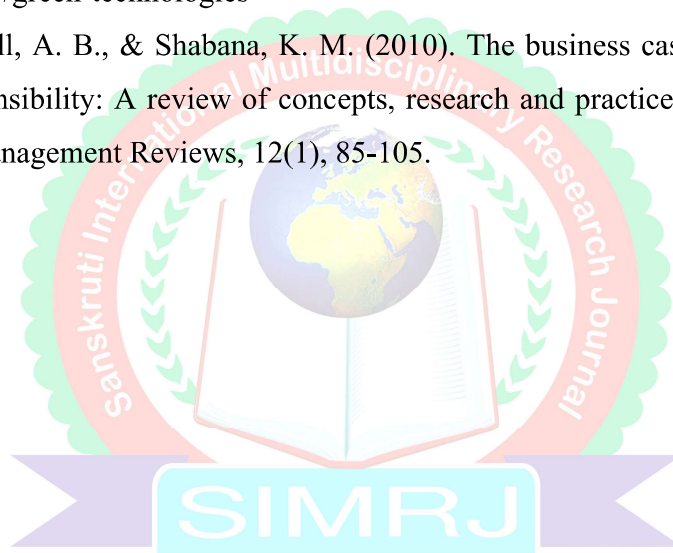 green technologies
ll, A. B., & Shabana, K. M. (2010). The business cas
nsibility: A review of concepts, research and practice
nagement Reviews, 12(1), 85-105.
Sanskruti International Multidisciplinary Research Journal
SIMRJ